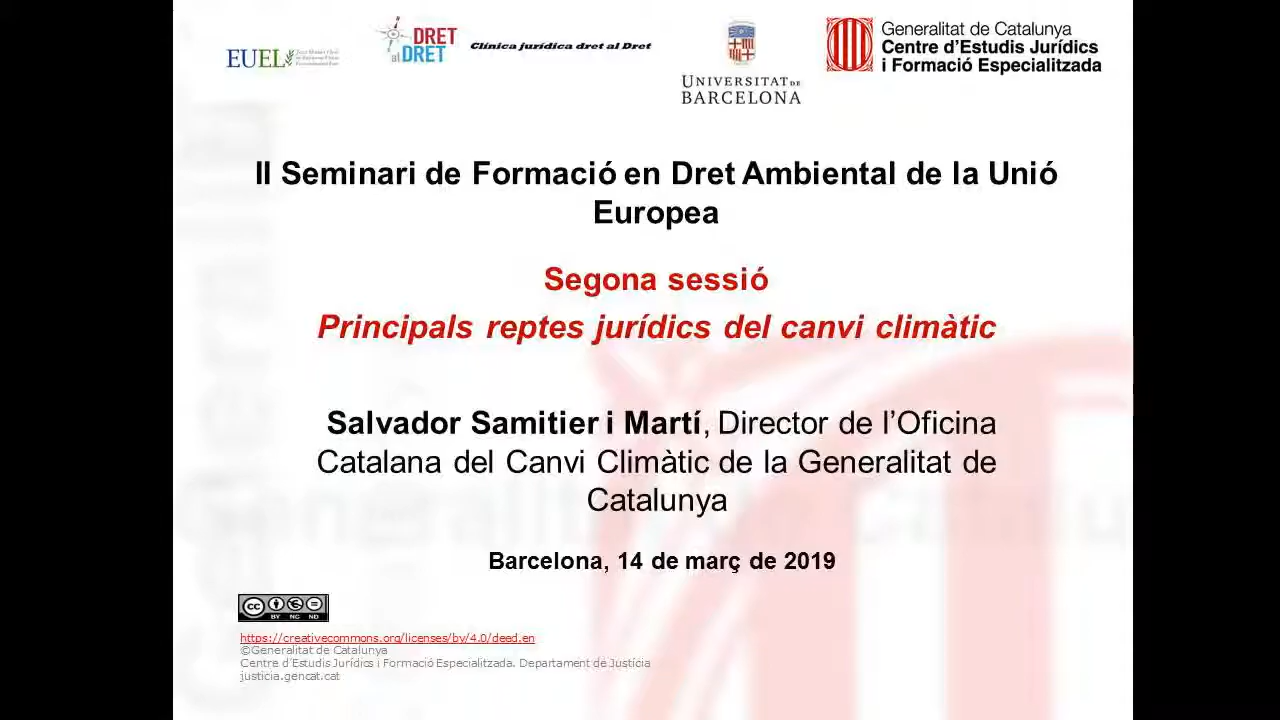 EUEL
DRET
al DRET
Clínica jurídica dret al Dret
UNIVERSITAT DE
BARCELONA
Generalitat de Catalunya
Centre d'Estudis Jurídics
i Formació Especialitzada
II Seminari de Formació en Dret Ambiental de la Unió
Europea
Segona sessió
Principals reptes jurídics del canvi climàtic
Salvador Samitier i Martí, Director de l'Oficina
Catalana del Canvi Climàtic de la Generalitat de
Catalunya
Barcelona, 14 de març de 2019
cc
BY NC ND
https://creativecommons.org/licenses/by/4.0/deed.en
©Generalitat de Catalunya
Centre d'Estudis Jurídics i Formació Especialitzada. Departament de Justícia
justicia.gencat.cat